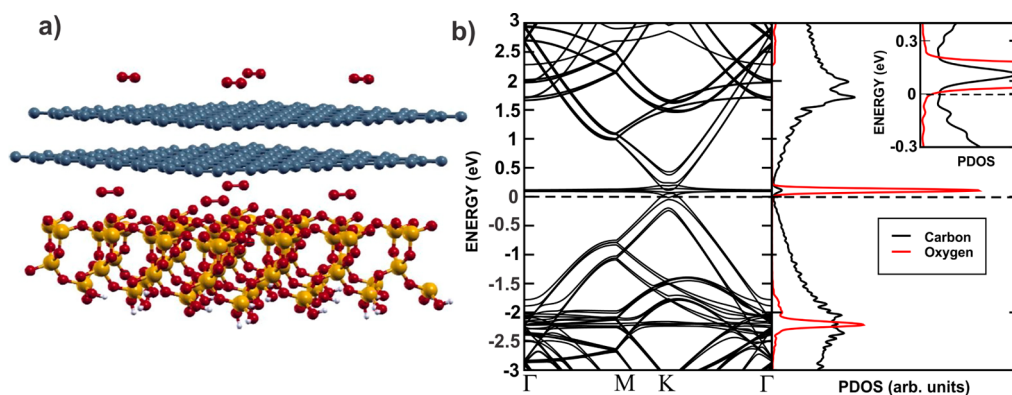 a)
b)
ENERGY (eV)
3
2.5
2
1.5
1
0.5
0
-0.5
-1
-1.5
-2
-2.5
-3
Γ M K Γ
PDOS (arb. units)
Carbon
Oxygen
ENERGY (eV)
0.3
0
-0.3
PDOS